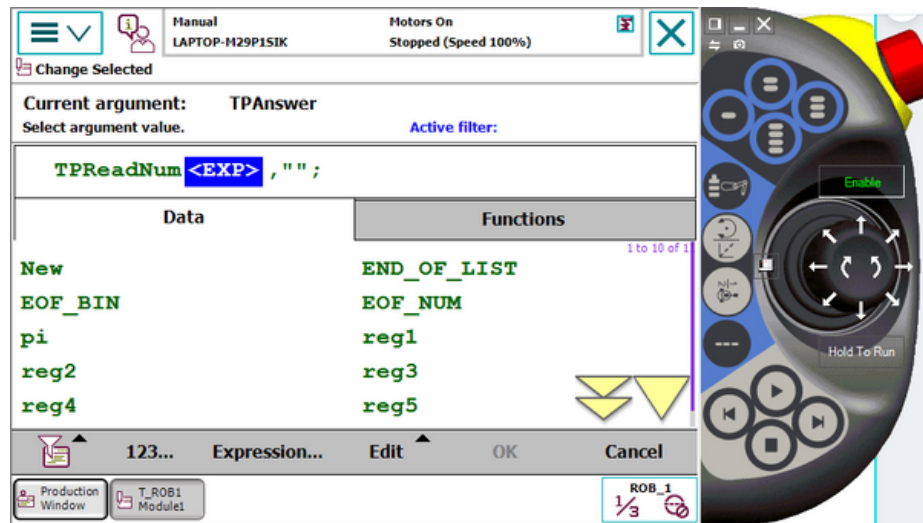 Manual
LAPTOP-M29P1SIK
Motors On
Stopped (Speed 100%)
Change Selected
Current argument: TPAnswer
Select argument value.
Active filter:
TPReadNum <EXP> ,"";
Data
Functions
1 to 10 of 1
New
END_OF_LIST
EOF_BIN
EOF_NUM
pi
reg1
reg2
reg3
reg4
reg5
123...
Expression...
Edit
OK
Cancel
Production
Window
T_ROB1
Module1
ROB_1
1/3
Enable
Hold To Run